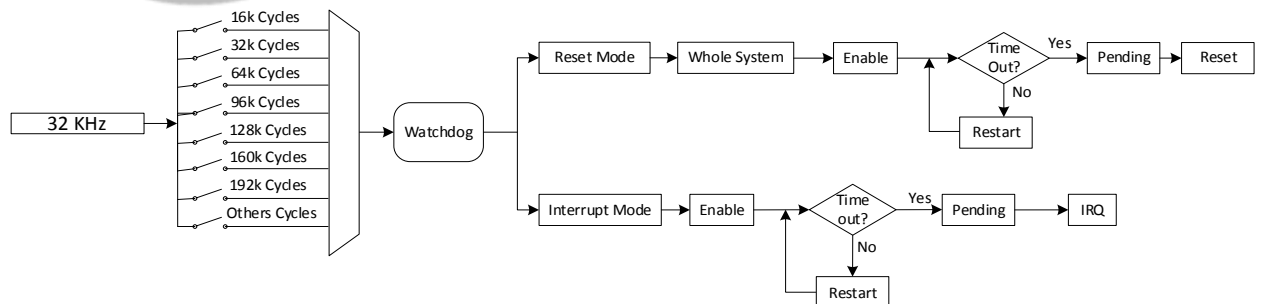 16k Cycles
32k Cycles
64k Cycles
96k Cycles
128k Cycles
160k Cycles
192k Cycles
Others Cycles
32 KHz
Watchdog
Reset Mode
Whole System
Enable
Time
Out?
Yes
Pending
Reset
No
Restart
Interrupt Mode
Enable
Time
out?
Yes
Pending
IRQ
No
Restart